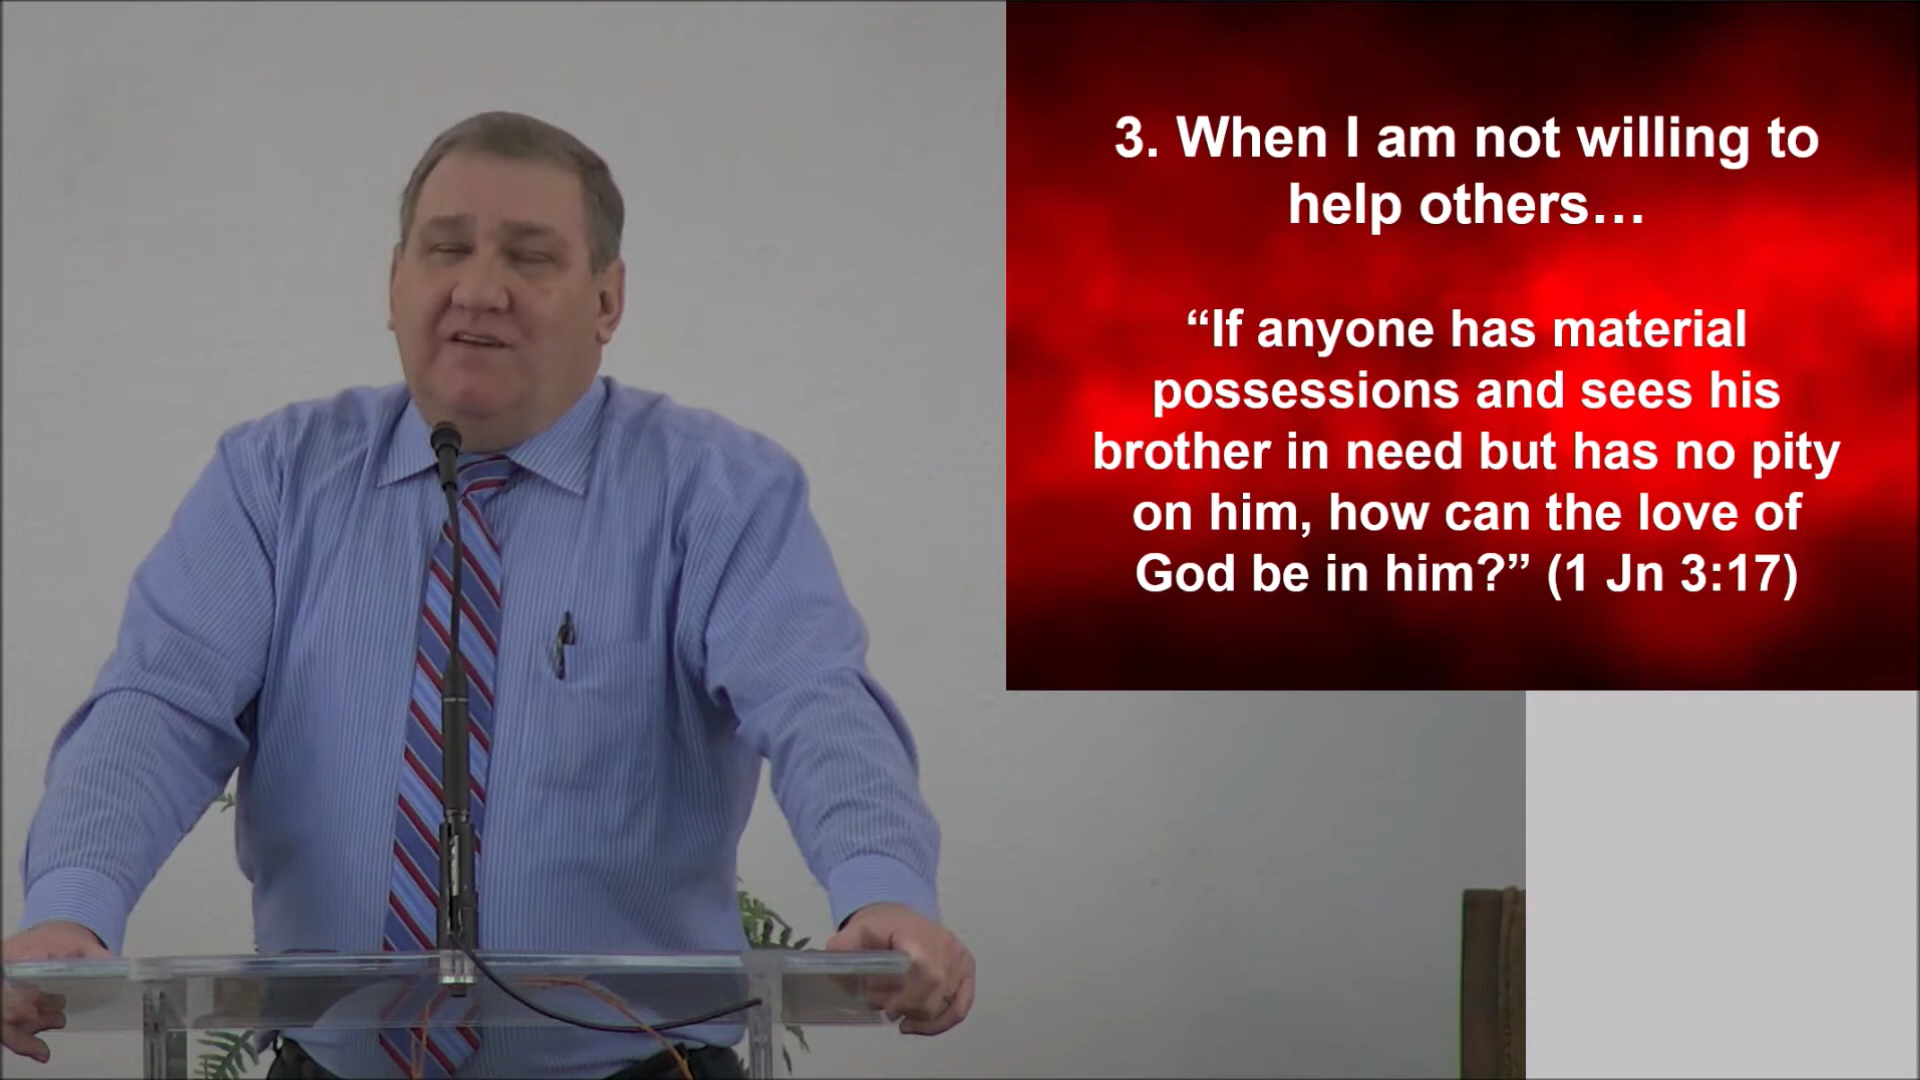 3. When I am not willing to
help others…
“If anyone has material
possessions and sees his
brother in need but has no pity
on him, how can the love of
God be in him?” (1 Jn 3:17)